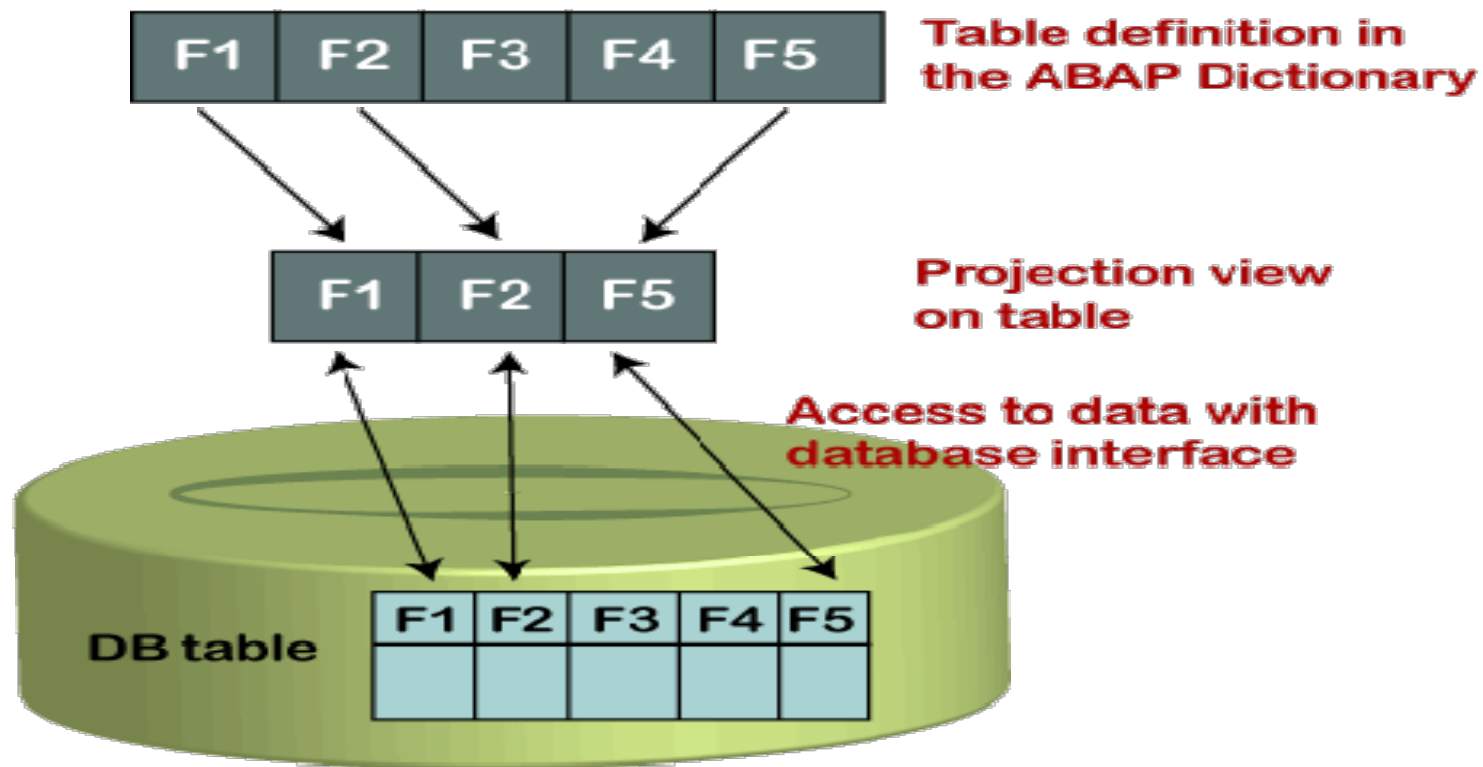 F1 F2 F3 F4 F5
Table definition in
the ABAP Dictionary
F1 F2 F5
Projection view
on table
Access to data with
database interface
F1 F2 F3 F4 F5
DB table